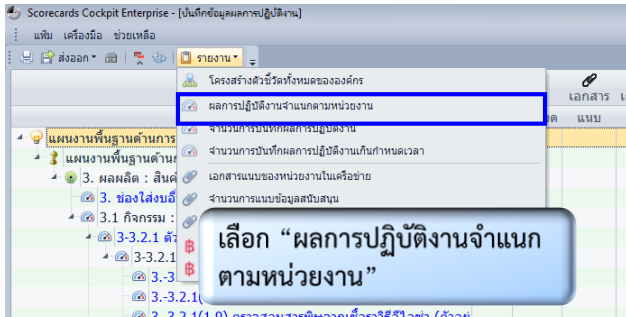 Scorecards Cockpit Enterprise - [บันทึกข้อมูลผลการปฏิบัติงาน]
แฟ้ม เครื่องมือ ช่วยเหลือ
ส่งออก รายงาน
โครงสร้างตัวชี้วัดทั้งหมดขององค์กร
เอกสาร
ผลการปฏิบัติงานจำแนกตามหน่วยงาน
แนบ
จำนวนการบันทึกผลการปฏิบัติงาน
ผลงานพื้นฐานด้านการ
จำนวนการบันทึกผลการปฏิบัติงานเกินกำหนดเวลา
แผนงานพื้นฐานด้าน
เอกสารแนบของหน่วยงานในเครือข่าย
3. ผลผลิต : สินค้
จำนวนการแนบข้อมูลสนับสนุน
3. ช่องใส่งบอื่
3.1 กิจกรรม :
3-3.2.1 ตัว
3-3.2.1
3.-3
3.-3.2.1(
เลือก “ผลการปฏิบัติงานจำแนก
ตามหน่วยงาน”